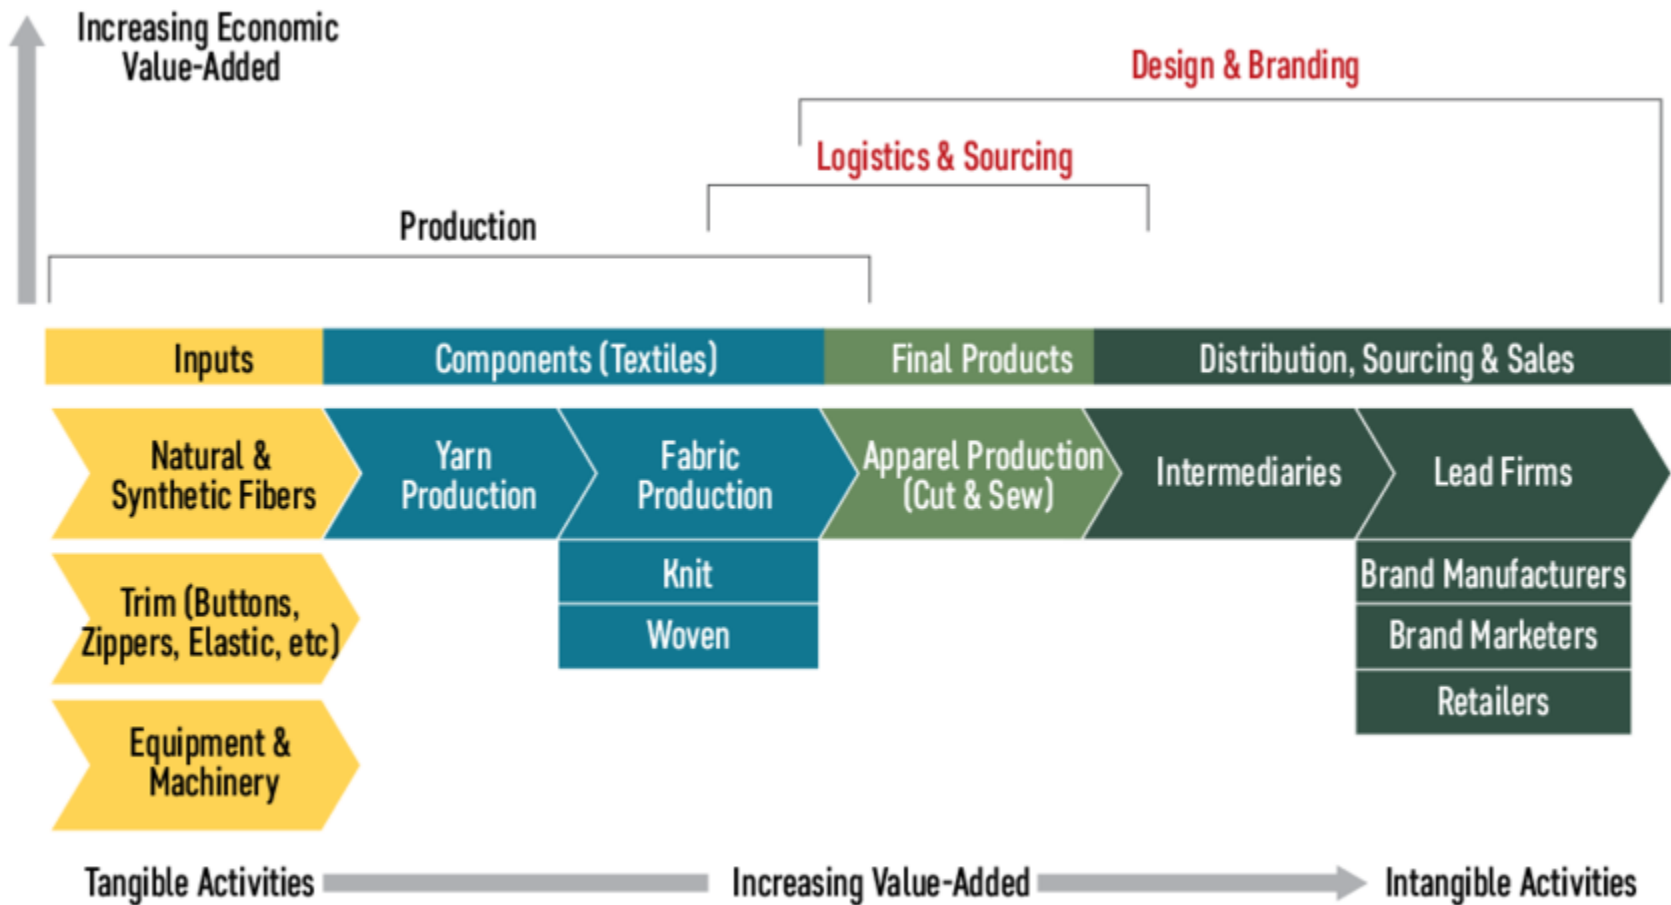 Increasing Economic
Value-Added
Design & Branding
Logistics & Sourcing
Production
Inputs
Components (Textiles)
Final Products
Distribution, Sourcing & Sales
Natural &
Synthetic Fibers
Yarn
Production
Fabric
Production
Apparel Production
(Cut & Sew)
Intermediaries
Lead Firms
Trim (Buttons,
Zippers, Elastic, etc)
Knit
Woven
Brand Manufacturers
Brand Marketers
Retailers
Equipment &
Machinery
Tangible Activities
Increasing Value-Added
Intangible Activities